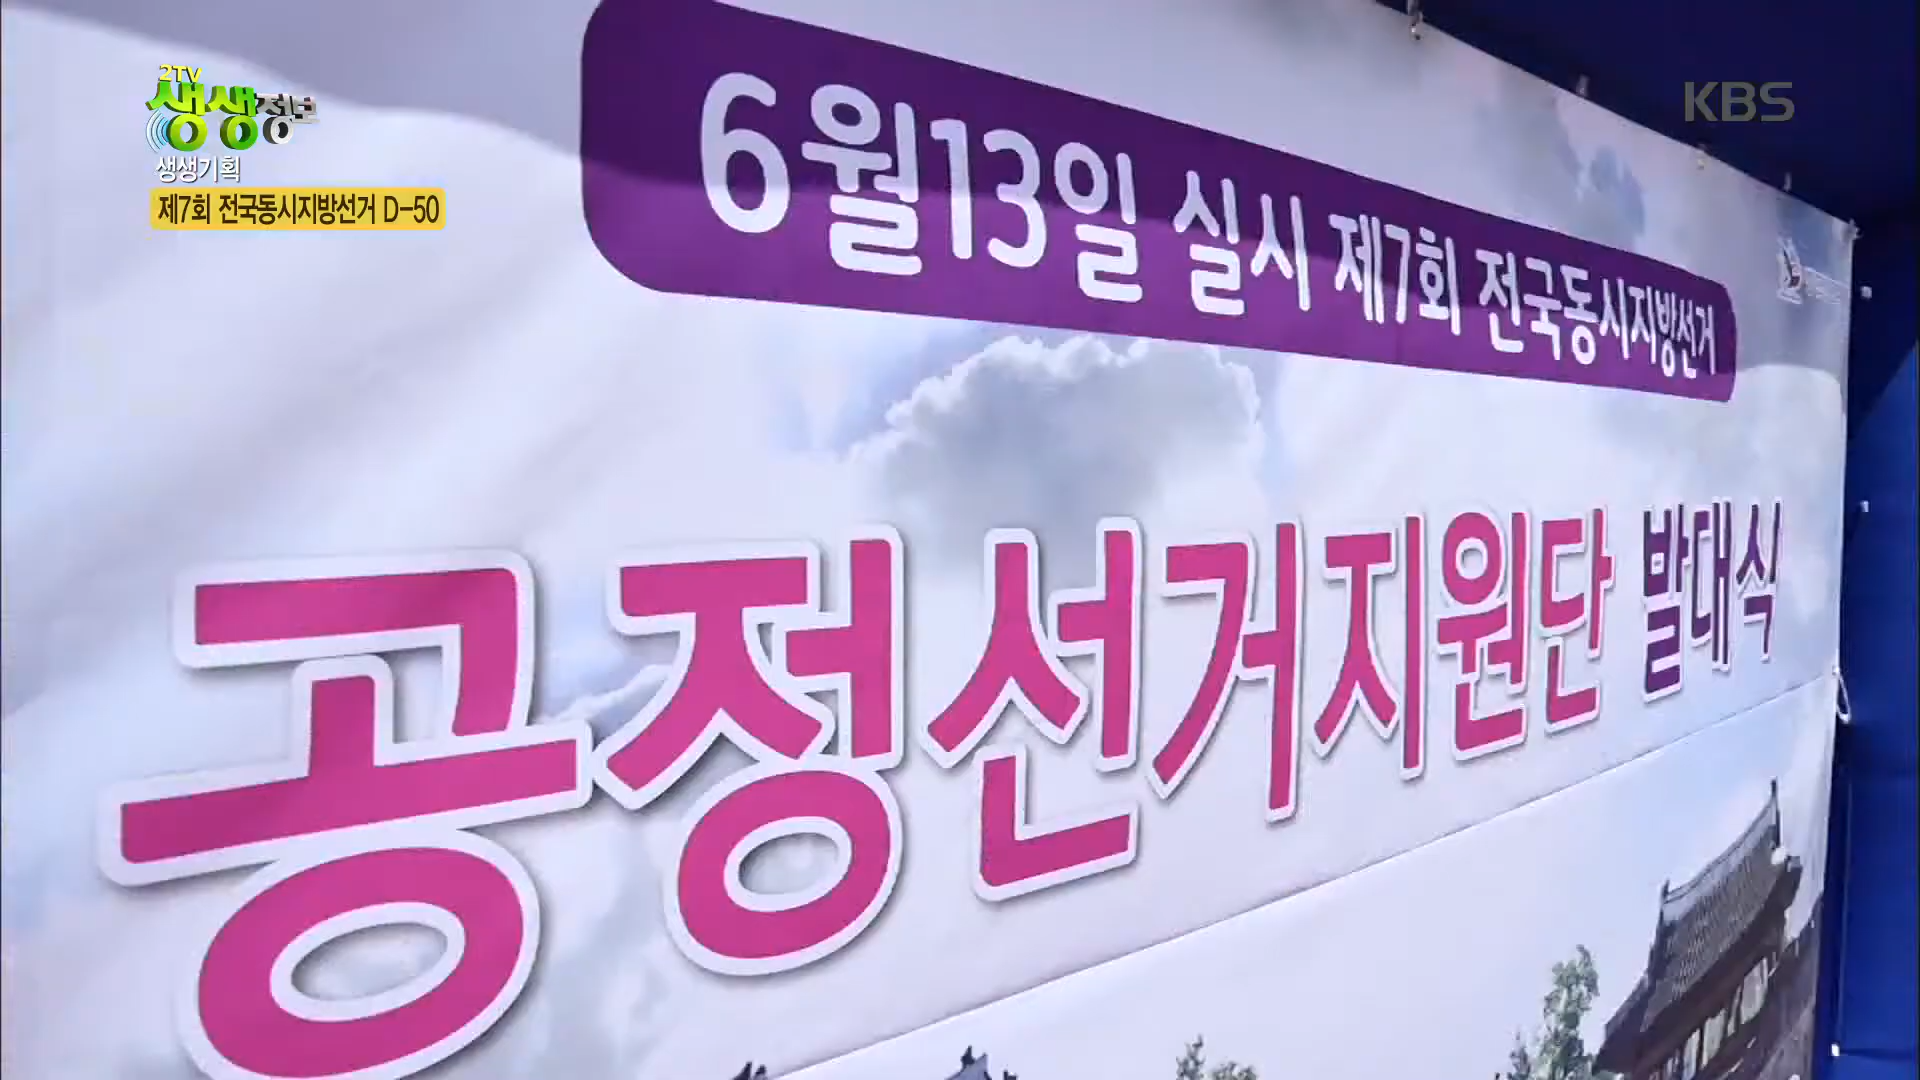 2TV
생생정보
생생기획
제7회 전국동시지방선거 D-50
KBS
6월13일 실시 제7회 전국동시지방선거
공정선거지원단 발대식